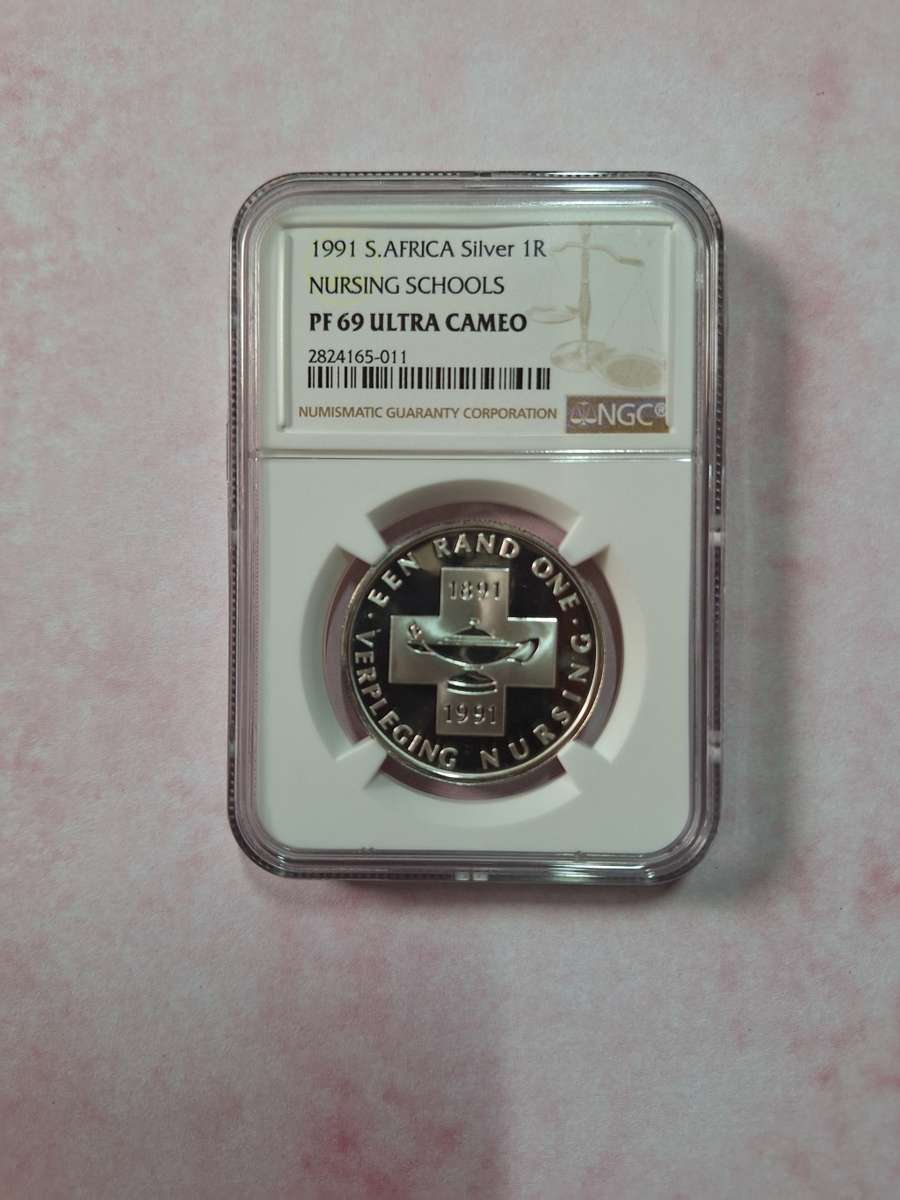 1991 S.AFRICA Silver 1R
NURSING SCHOOLS
PF 69 ULTRA CAMEO
2824165-011
NUMISMATIC GUARANTY CORPORATION
NGC®
· EEN RAND ONE ·
1891
1991
VERPLEGING NURSING